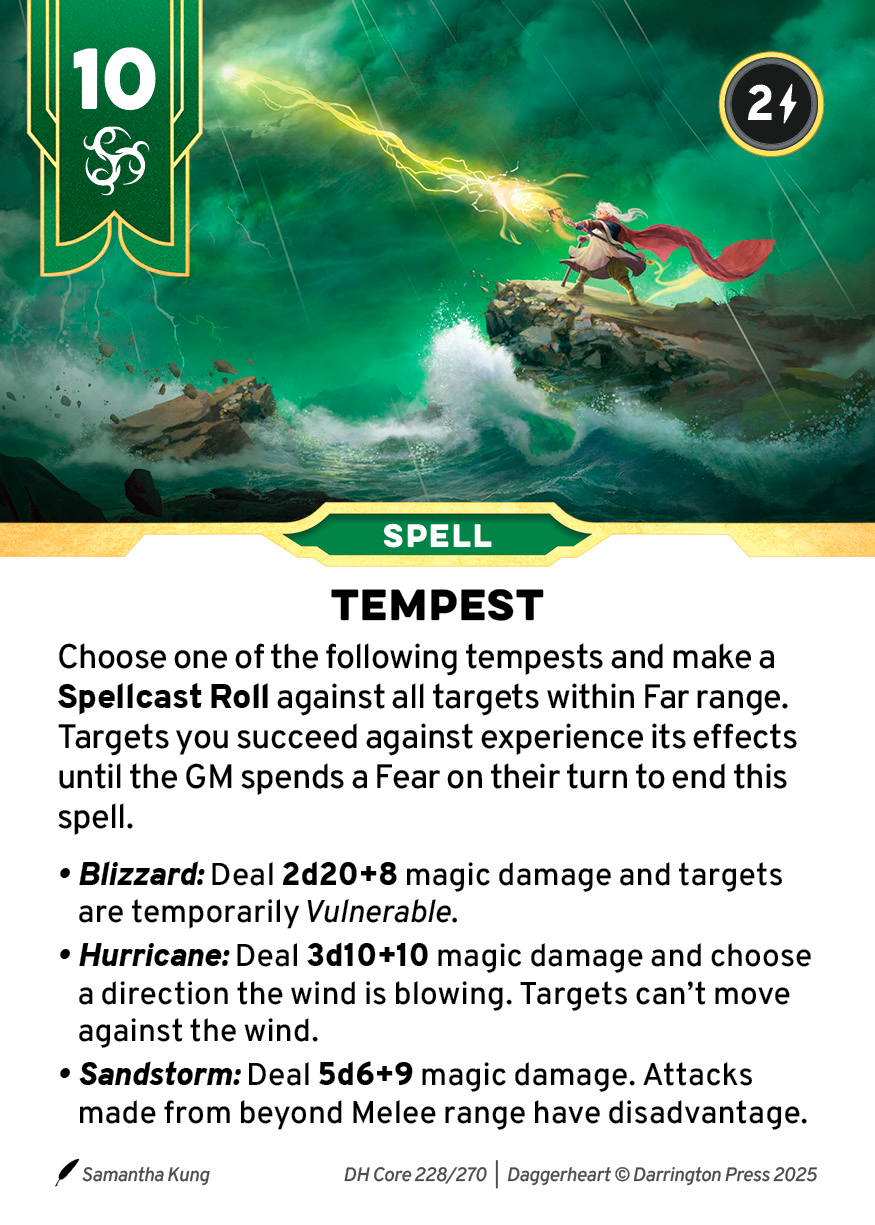 10
2
SPELL
TEMPEST
Choose one of the following tempests and make a
Spellcast Roll against all targets within Far range.
Targets you succeed against experience its effects
until the GM spends a Fear on their turn to end this
spell.
• Blizzard: Deal 2d20+8 magic damage and targets
are temporarily Vulnerable.
• Hurricane: Deal 3d10+10 magic damage and choose
a direction the wind is blowing. Targets can’t move
against the wind.
• Sandstorm: Deal 5d6+9 magic damage. Attacks
made from beyond Melee range have disadvantage.
Samantha Kung DH Core 228/270 | Daggerheart © Darrington Press 2025